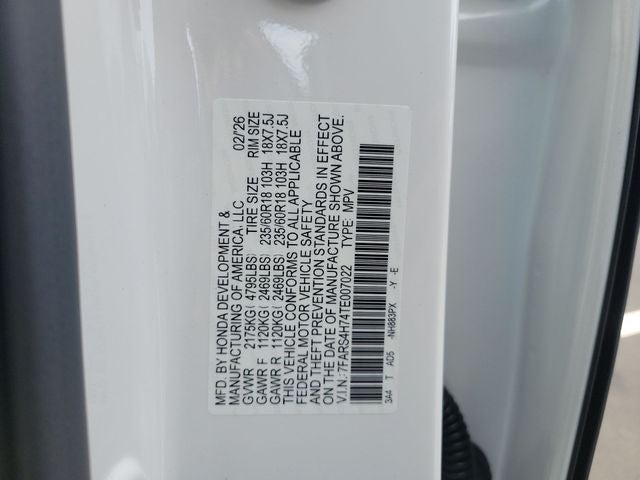 MFD. BY HONDA DEVELOPMENT &
MANUFACTURING OF AMERICA, LLC 02/26
GVWR 2175KG( 4795LBS) TIRE SIZE RIM SIZE
GAWR F 1120KG( 2469LBS) 235/60R18 103H 18X7.5J
GAWR R 1120KG( 2469LBS) 235/60R18 103H 18X7.5J
THIS VEHICLE CONFORMS TO ALL APPLICABLE
FEDERAL MOTOR VEHICLE SAFETY
AND THEFT PREVENTION STANDARDS IN EFFECT
ON THE DATE OF MANUFACTURE SHOWN ABOVE.
V.I.N.: 7FARS4H74TE007022 TYPE: MPV
3A4 T AD5 -NH883PX -Y -E